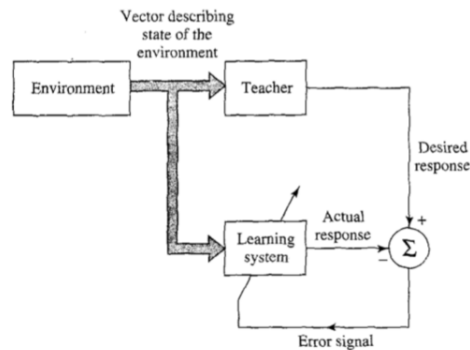 Vector describing
state of the
environment
Environment
Teacher
Desired
response
Learning
system
Actual
response
+
−
Σ
Error signal